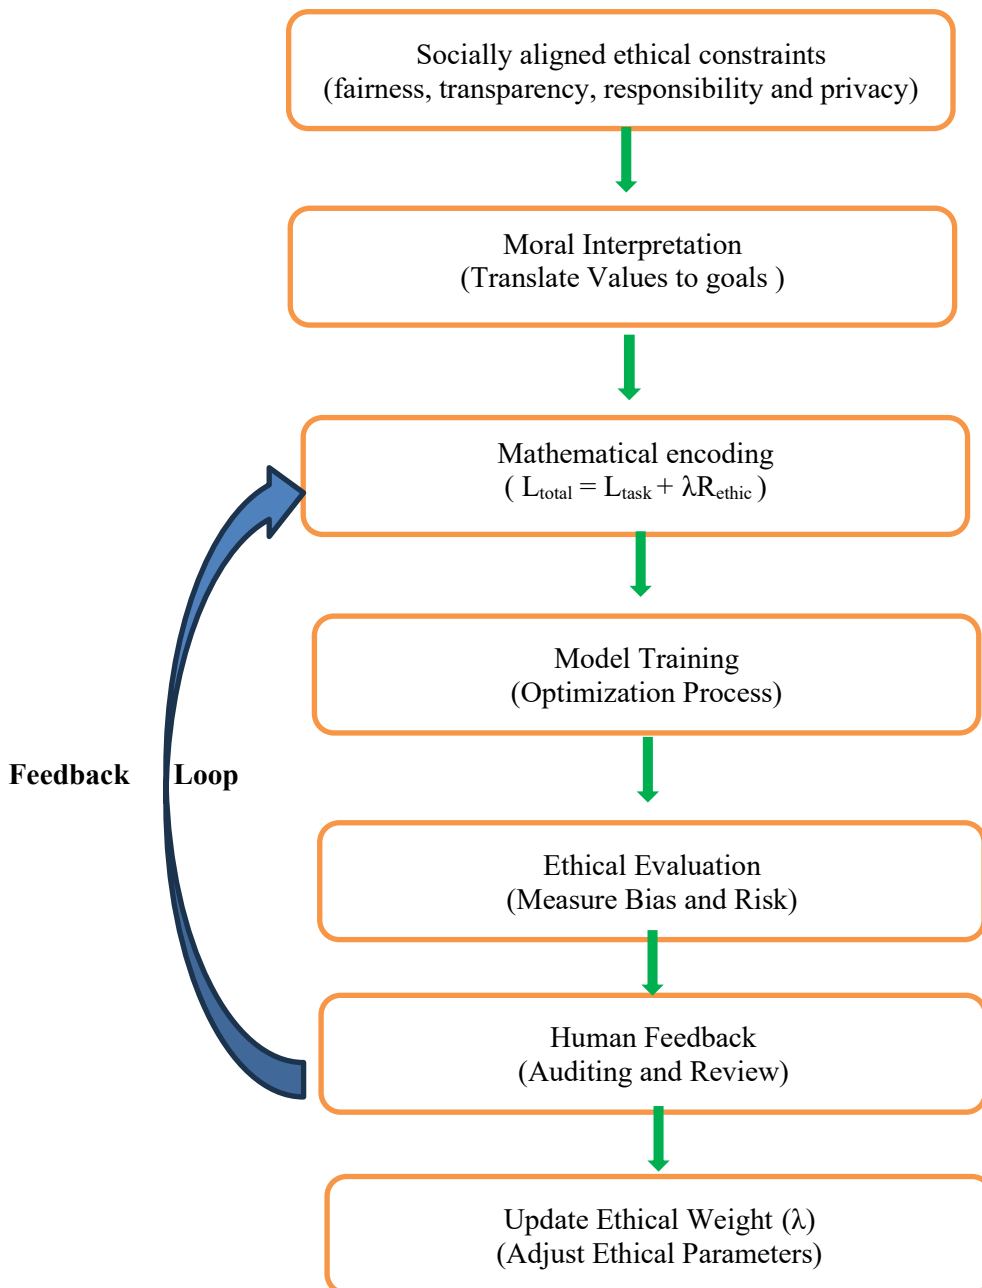 Socially aligned ethical constraints
(fairness, transparency, responsibility and privacy)
Moral Interpretation
(Translate Values to goals )
Mathematical encoding
( Ltotal = Ltask + λRethic )
Model Training
(Optimization Process)
Feedback Loop
Ethical Evaluation
(Measure Bias and Risk)
Human Feedback
(Auditing and Review)
Update Ethical Weight (λ)
(Adjust Ethical Parameters)